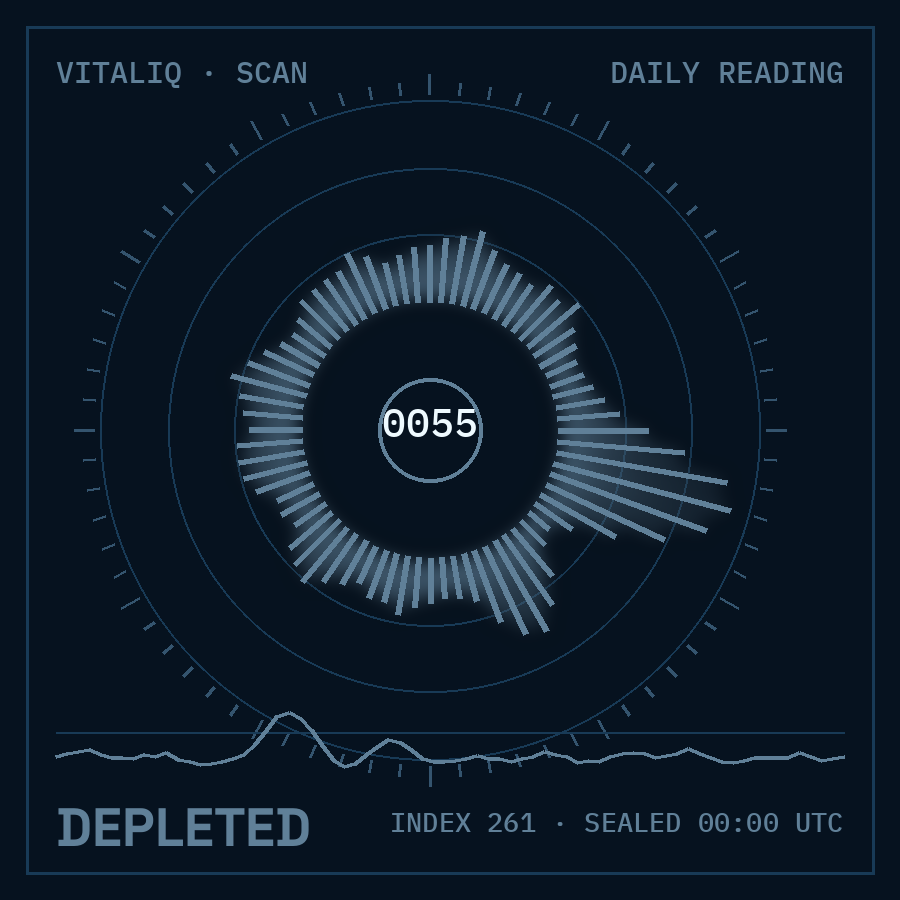 VITALIQ · SCAN
DAILY READING
0055
DEPLETED
INDEX 261 · SEALED 00:00 UTC